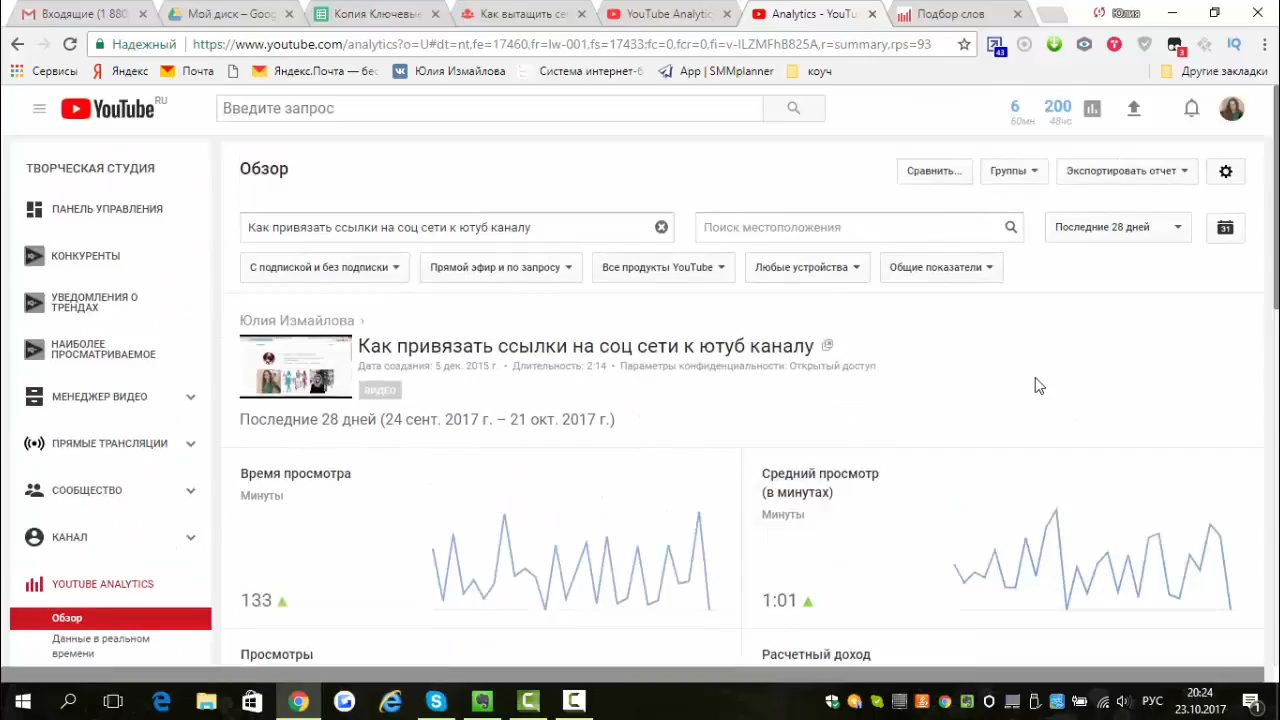 Входящие (1 880
Мой диск – Goog
Копия Ключевые
Как вытащить се
YouTube Analytic
Analytics - YouTu
Подбор слов
Юлия
Надежный
https://www.youtube.com/analytics?o=U#dt=nt,fe=17460,fr=lw-001,fs=17433;fc=0,fcr=0,fi=v-ILZMFhB825A,r=summary,rps=93
43
3
Сервисы
Яндекс
Почта
Яндекс.Почта — бес
Юлия Измайлова
Система интернет-б
App | SMMplanner
коуч
Другие закладки
YouTube RU
Введите запрос
6
60мн
200
48чс
ТВОРЧЕСКАЯ СТУДИЯ
ПАНЕЛЬ УПРАВЛЕНИЯ
КОНКУРЕНТЫ
УВЕДОМЛЕНИЯ О
ТРЕНДАХ
НАИБОЛЕЕ
ПРОСМАТРИВАЕМОЕ
МЕНЕДЖЕР ВИДЕО
ПРЯМЫЕ ТРАНСЛЯЦИИ
СООБЩЕСТВО
КАНАЛ
YOUTUBE ANALYTICS
Обзор
Данные в реальном
времени
Обзор
Сравнить...
Группы
Экспортировать отчет
Как привязать ссылки на соц сети к ютуб каналу
Поиск местоположения
Последние 28 дней
31
С подпиской и без подписки
Прямой эфир и по запросу
Все продукты YouTube
Любые устройства
Общие показатели
Юлия Измайлова ›
Как привязать ссылки на соц сети к ютуб каналу
Дата создания: 5 дек. 2015 г. • Длительность: 2:14 • Параметры конфиденциальности: Открытый доступ
ВИДЕО
Последние 28 дней (24 сент. 2017 г. – 21 окт. 2017 г.)
Время просмотра
Минуты
133
Средний просмотр
(в минутах)
Минуты
1:01
Просмотры
Расчетный доход
РУС
20:24
23.10.2017
1